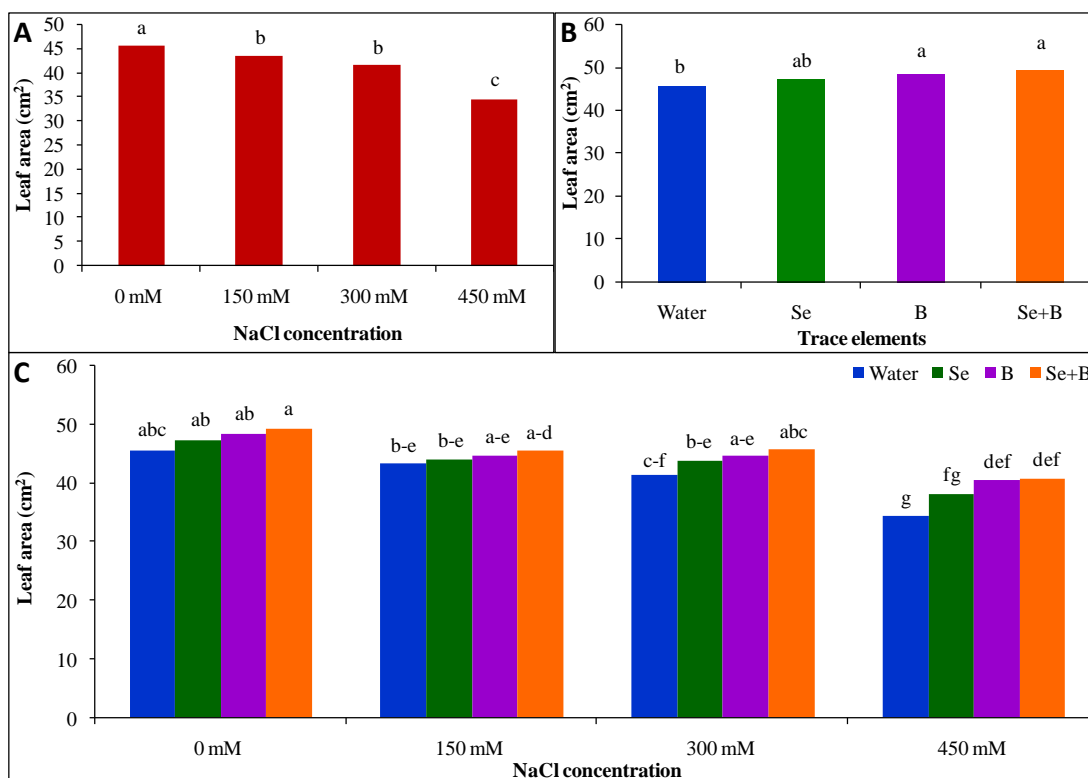 A
Leaf area (cm²)
50
45
40
35
30
25
20
15
10
5
0
a
b
b
c
0 mM
150 mM
300 mM
450 mM
NaCl concentration
B
Leaf area (cm²)
60
50
40
30
20
10
0
b
ab
a
a
Water
Se
B
Se+B
Trace elements
C
Leaf area (cm²)
60
50
40
30
20
10
0
Water Se B Se+B
abc ab ab a
b-e b-e a-e a-d
c-f b-e a-e abc
g fg def def
0 mM
150 mM
300 mM
450 mM
NaCl concentration